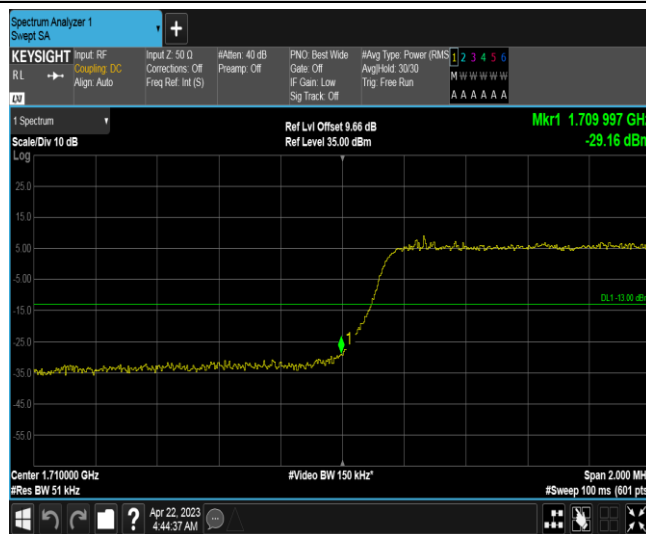 Spectrum Analyzer 1
Swept SA
+
KEYSIGHT
RL
LXI
Input: RF
Coupling: DC
Align: Auto
Input Z: 50 Ω
Corrections: Off
Freq Ref: Int (S)
#Atten: 40 dB
Preamp: Off
PNO: Best Wide
Gate: Off
IF Gain: Low
Sig Track: Off
#Avg Type: Power (RMS
Avg|Hold: 30/30
Trig: Free Run
1 2 3 4 5 6
M W W W W W
A A A A A A
1 Spectrum
Scale/Div 10 dB
Log
Ref Lvl Offset 9.66 dB
Ref Level 35.00 dBm
Mkr1 1.709 997 GHz
-29.16 dBm
25.0
15.0
5.00
-5.00
DL1 -13.00 dBm
-15.0
1
-25.0
-35.0
-45.0
-55.0
Center 1.710000 GHz
#Video BW 150 kHz*
Span 2.000 MH
#Res BW 51 kHz
#Sweep 100 ms (601 pts
?
Apr 22, 2023
4:44:37 AM